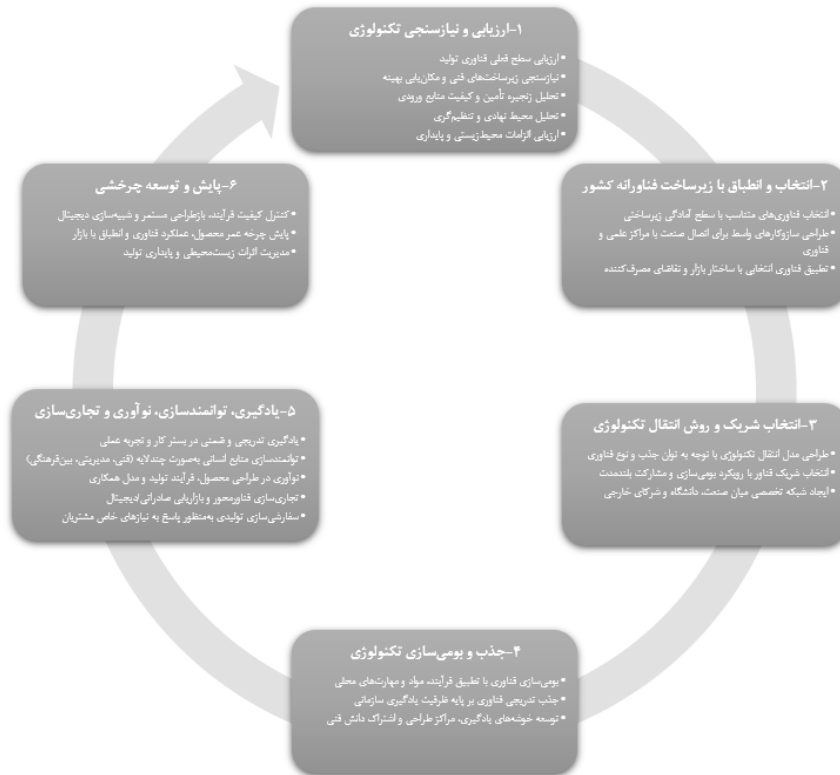 ۱-ارزیابی و نیازسنجی تکنولوژی
• ارزیابی سطح فعلی فناوری تولید
• نیازسنجی زیرساخت‌های فنی و مکان‌یابی بهینه
• تحلیل زنجیره تأمین و کیفیت منابع ورودی
• تحلیل محیط نهادی و تنظیم‌گری
• ارزیابی الزامات محیط‌زیستی و پایداری
۲-انتخاب و انطباق با زیرساخت فناورانه کشور
• انتخاب فناوری‌های متناسب با سطح آمادگی زیرساختی
• طراحی سازوکارهای واسط برای اتصال صنعت با مراکز علمی و
فناوری
• تطبیق فناوری انتخابی با ساختار بازار و تقاضای مصرف‌کننده
۳-انتخاب شریک و روش انتقال تکنولوژی
• طراحی مدل انتقال تکنولوژی با توجه به توان جذب و نوع فناوری
• انتخاب شریک فناور با رویکرد بومی‌سازی و مشارکت بلندمدت
• ایجاد شبکه تخصصی میان صنعت، دانشگاه و شرکای خارجی
۴-جذب و بومی‌سازی تکنولوژی
• بومی‌سازی فناوری با تطبیق فرآیند، مواد و مهارت‌های محلی
• جذب تدریجی فناوری بر پایه ظرفیت یادگیری سازمانی
• توسعه خوشه‌های یادگیری، مراکز طراحی و اشتراک دانش فنی
۵-یادگیری، توانمندسازی، نوآوری و تجاری‌سازی
• یادگیری تدریجی و ضمنی در بستر کار و تجربه عملی
• توانمندسازی منابع انسانی به‌صورت چندلایه (فنی، مدیریتی، بین‌فرهنگی)
• نوآوری در طراحی محصول، فرآیند تولید و مدل همکاری
• تجاری‌سازی فناورمحور و بازاریابی صادراتی/دیجیتال
• سفارشی‌سازی تولیدی به‌منظور پاسخ به نیازهای خاص مشتریان
۶-پایش و توسعه چرخشی
• کنترل کیفیت فرآیند، بازطراحی مستمر و شبیه‌سازی دیجیتال
• پایش چرخه عمر محصول، عملکرد فناوری و انطباق با بازار
• مدیریت اثرات زیست‌محیطی و پایداری تولید